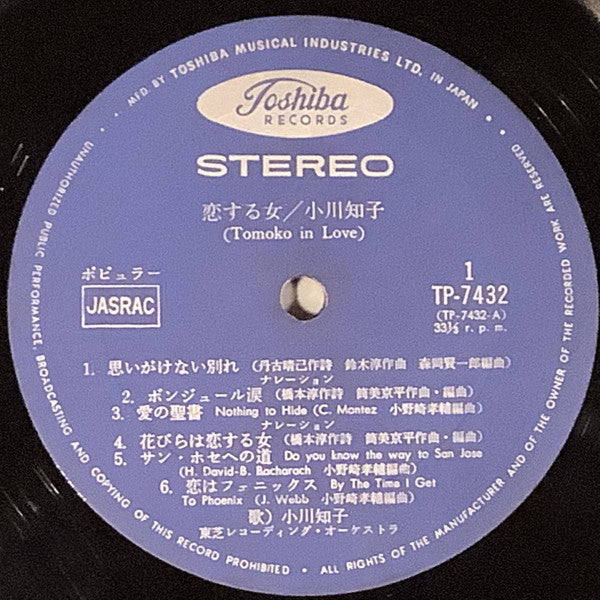 MFD. BY TOSHIBA MUSICAL INDUSTRIES LTD. IN JAPAN
Toshiba
RECORDS
STEREO
恋する女／小川知子
(Tomoko in Love)
ポピュラー
JASRAC
1
TP-7432
(TP-7432-A)
33⅓ r. p. m.
1. 思いがけない別れ (丹古晴己作詩 鈴木淳作曲 森岡賢一郎編曲)
ナレーション
2. ボンジュール涙 (橋本淳作詩 筒美京平作曲・編曲)
3. 愛の聖書 Nothing to Hide (C. Montez 小野崎孝輔編曲)
ナレーション
4. 花びらは恋する女 (橋本淳作詩 筒美京平作曲・編曲)
5. サン・ホセへの道 Do you know the way to San Jose
(H. David-B. Bacharach 小野崎孝輔編曲)
6. 恋はフェニックス By The Time I Get
To Phoenix (J. Webb 小野崎孝輔編曲)
歌) 小川知子
東芝レコーディング・オーケストラ
UNAUTHORIZED PUBLIC PERFORMANCE, BROADCASTING AND COPYING OF THIS RECORD PROHIBITED • ALL RIGHTS OF THE MANUFACTURER AND OF THE OWNER OF THE RECORDED WORK RESERVED